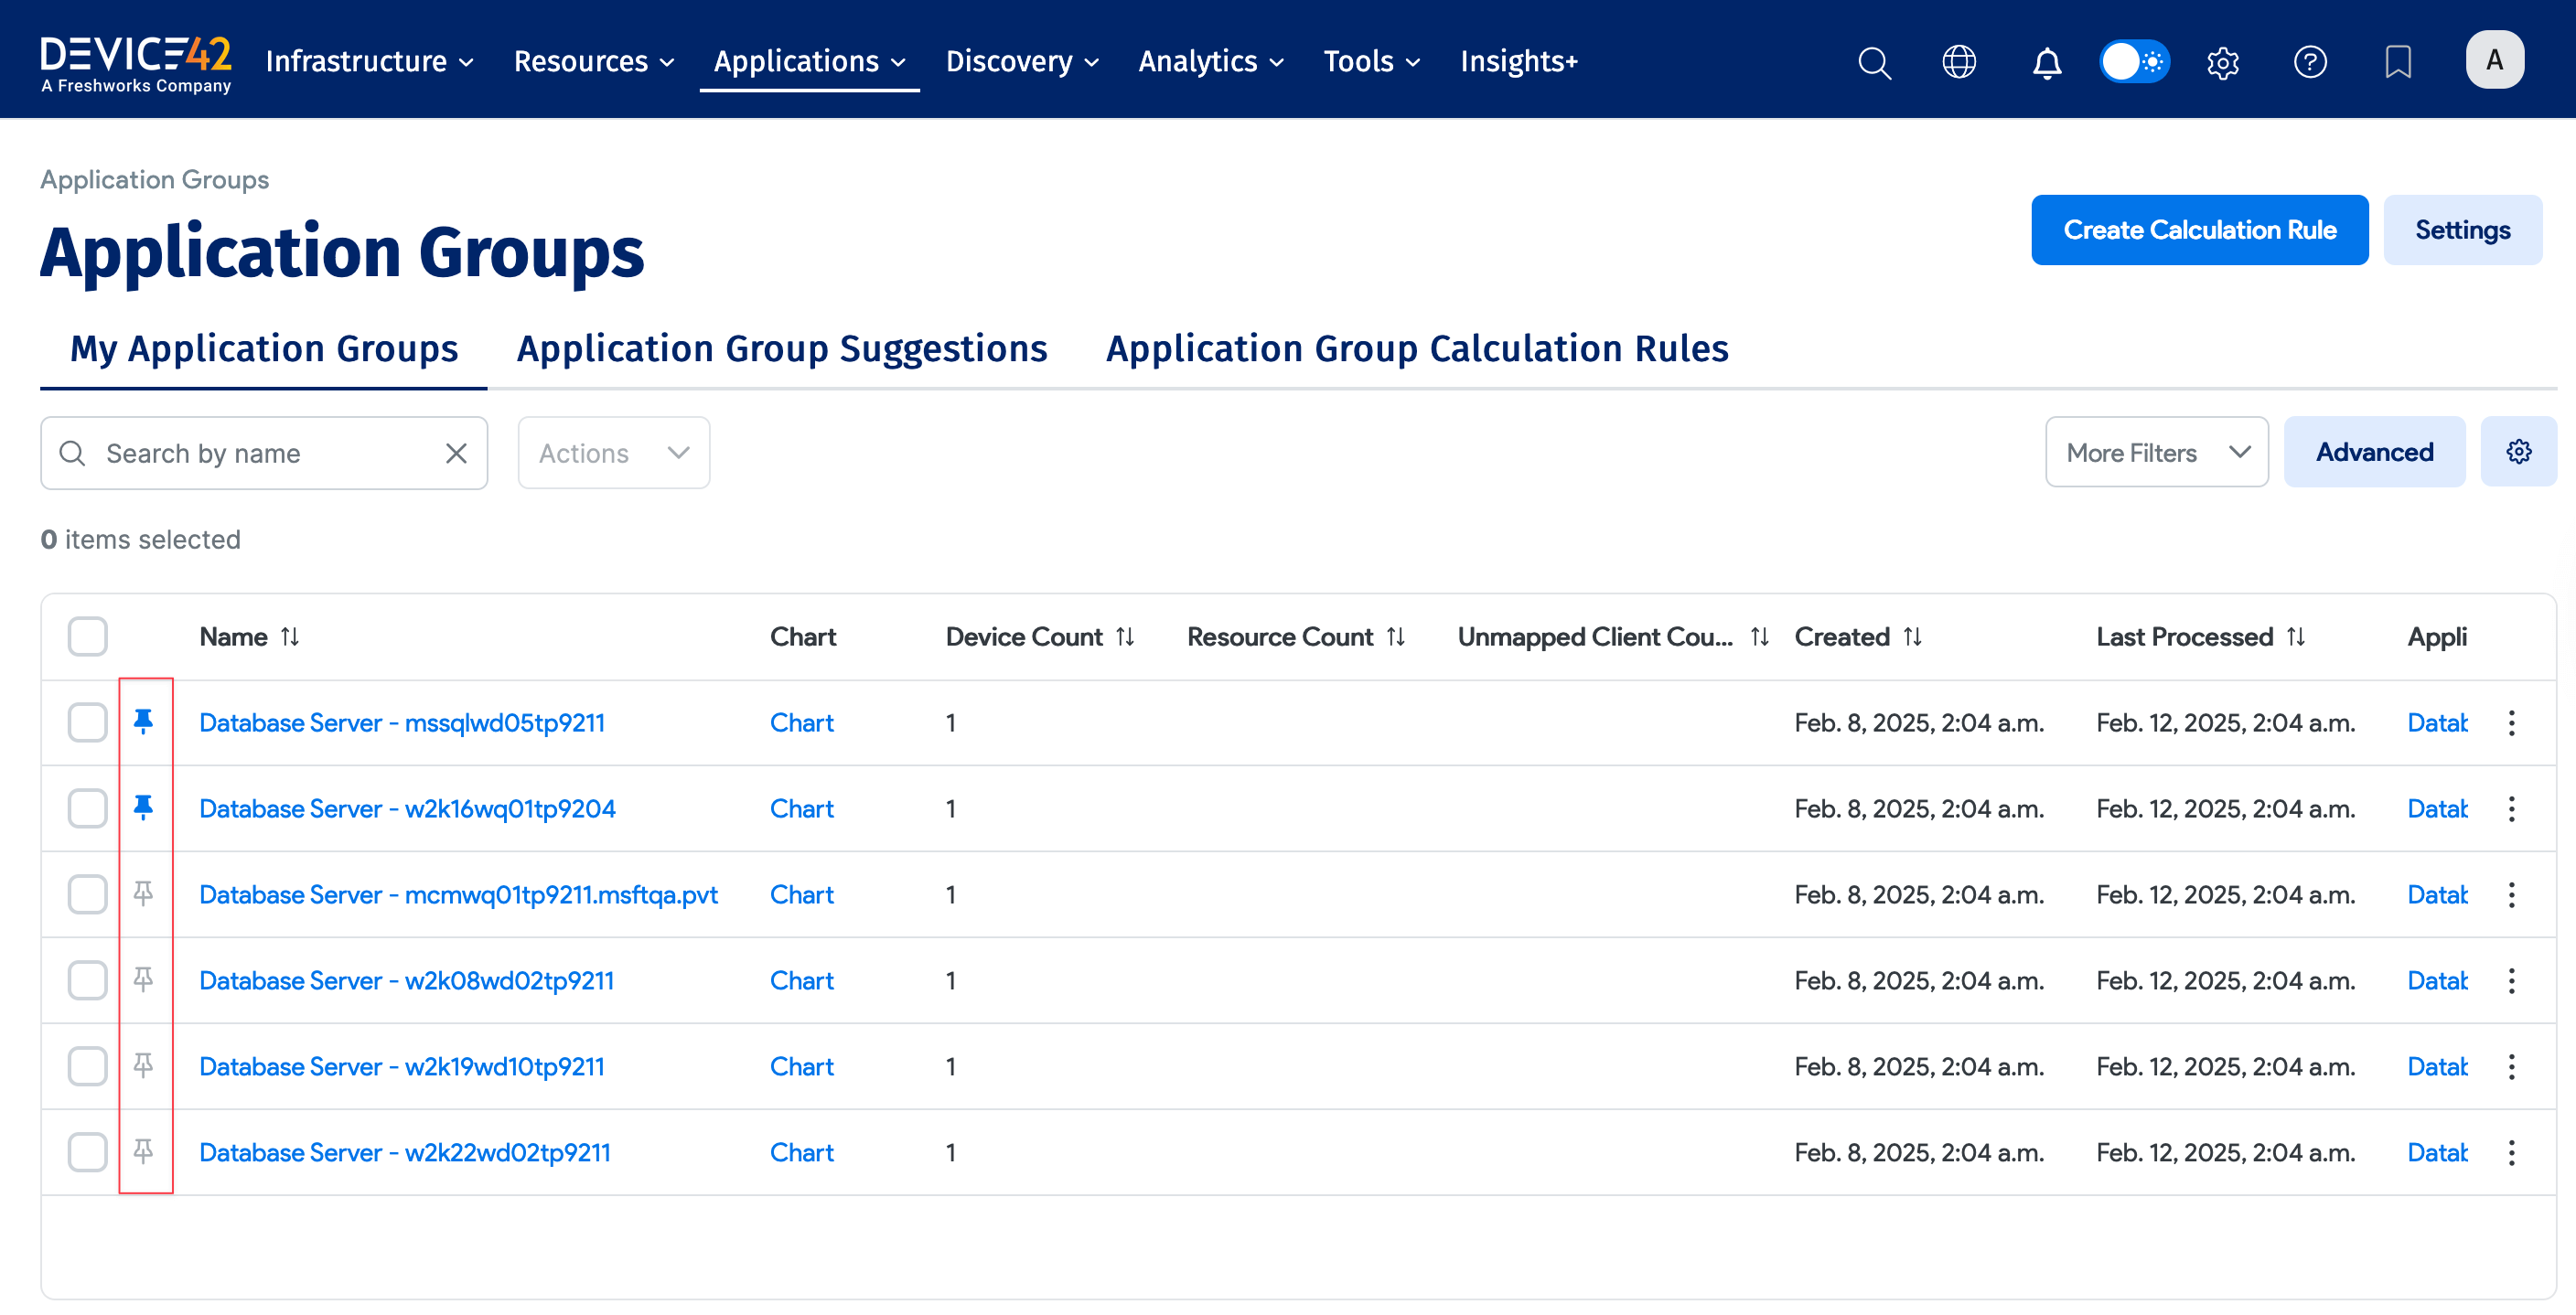 DEVICE42
A Freshworks Company
Infrastructure Resources Applications Discovery Analytics Tools Insights+
A
Application Groups
Application Groups
Create Calculation Rule Settings
My Application Groups Application Group Suggestions Application Group Calculation Rules
Search by name Actions More Filters Advanced
0 items selected
Name Chart Device Count Resource Count Unmapped Client Cou... Created Last Processed Appli
Database Server - mssqlwd05tp9211 Chart 1 Feb. 8, 2025, 2:04 a.m. Feb. 12, 2025, 2:04 a.m. Datab
Database Server - w2k16wq01tp9204 Chart 1 Feb. 8, 2025, 2:04 a.m. Feb. 12, 2025, 2:04 a.m. Datab
Database Server - mcmwq01tp9211.msftqa.pvt Chart 1 Feb. 8, 2025, 2:04 a.m. Feb. 12, 2025, 2:04 a.m. Datab
Database Server - w2k08wd02tp9211 Chart 1 Feb. 8, 2025, 2:04 a.m. Feb. 12, 2025, 2:04 a.m. Datab
Database Server - w2k19wd10tp9211 Chart 1 Feb. 8, 2025, 2:04 a.m. Feb. 12, 2025, 2:04 a.m. Datab
Database Server - w2k22wd02tp9211 Chart 1 Feb. 8, 2025, 2:04 a.m. Feb. 12, 2025, 2:04 a.m. Datab